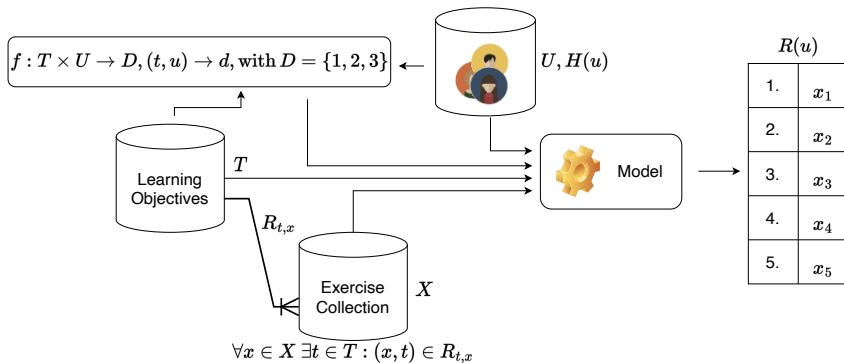 f : T × U → D, (t, u) → d, with D = {1, 2, 3}
U, H(u)
R(u)
1. x₁
2. x₂
3. x₃
4. x₄
5. x₅
Learning
Objectives
T
Model
R_{t,x}
Exercise
Collection
X
∀x ∈ X ∃t ∈ T : (x, t) ∈ R_{t,x}